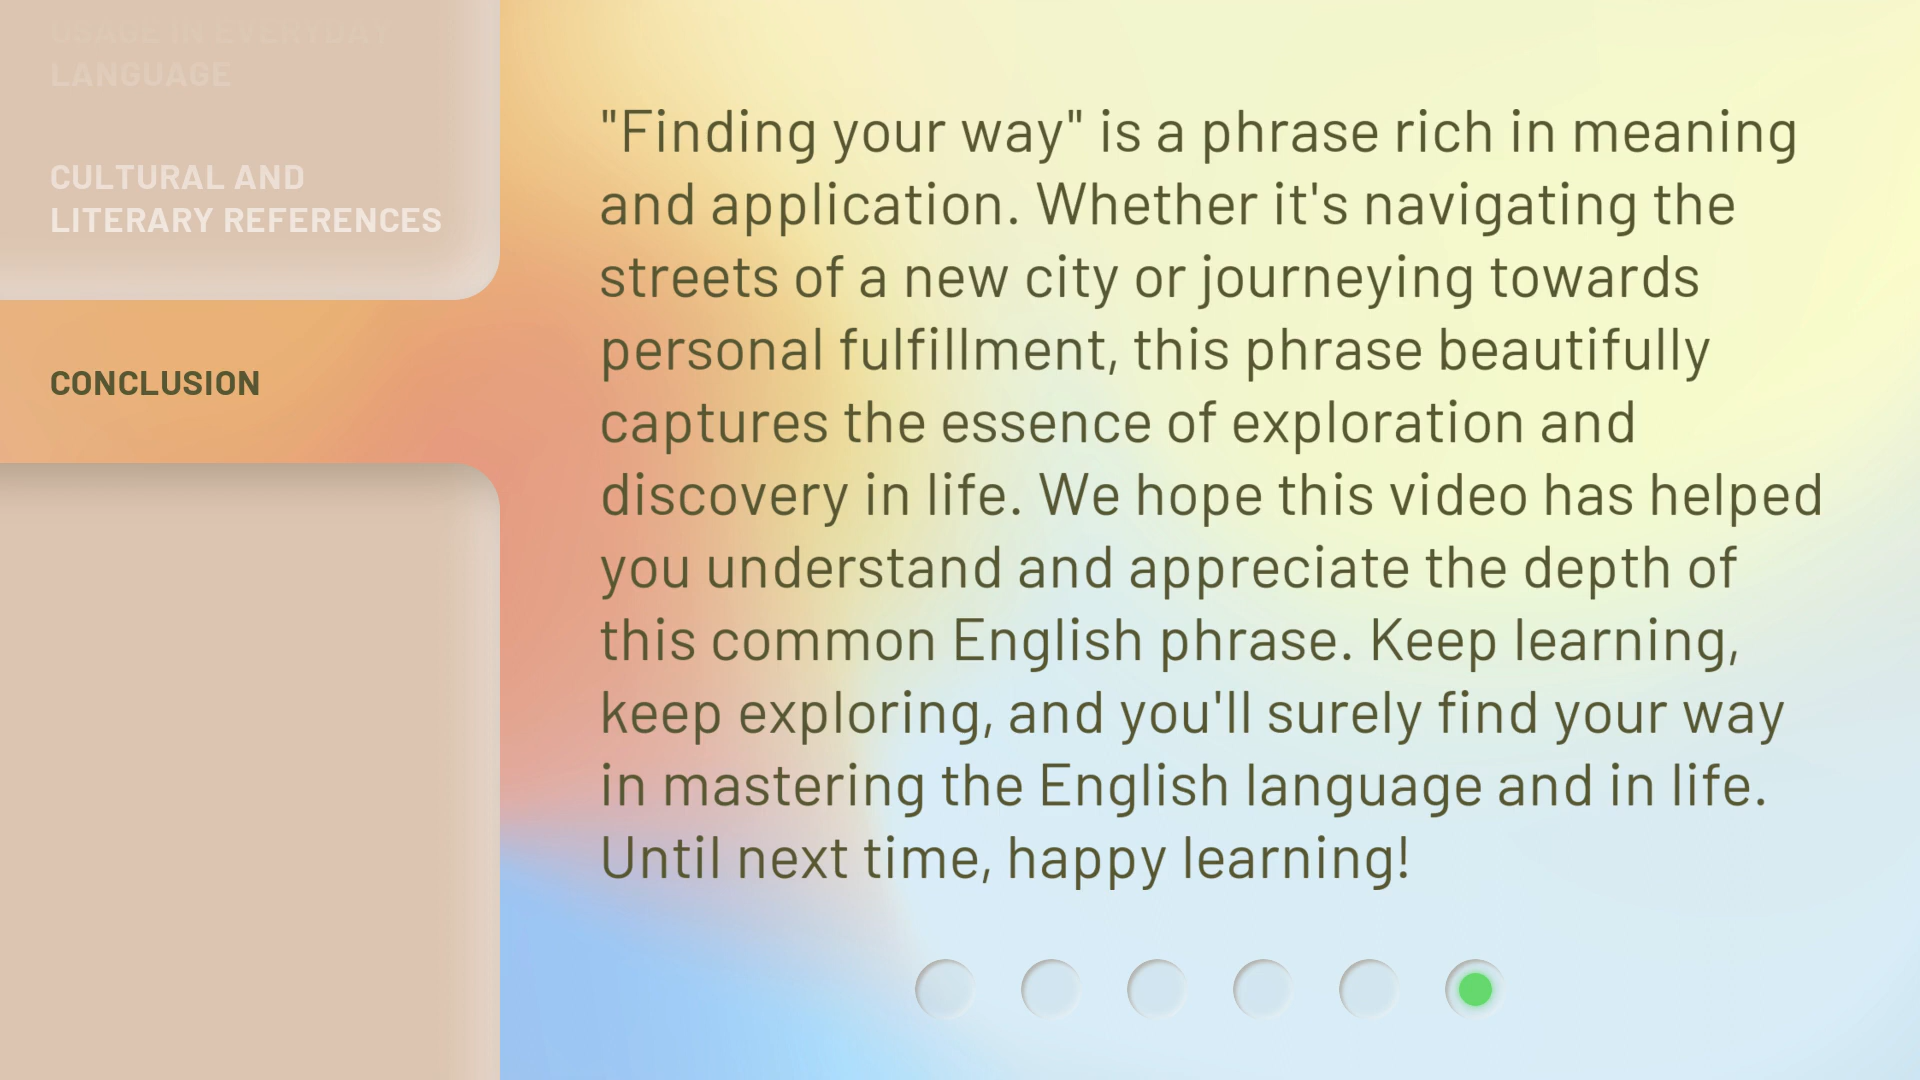 USAGE IN EVERYDAY
LANGUAGE
CULTURAL AND
LITERARY REFERENCES
CONCLUSION
"Finding your way" is a phrase rich in meaning
and application. Whether it's navigating the
streets of a new city or journeying towards
personal fulfillment, this phrase beautifully
captures the essence of exploration and
discovery in life. We hope this video has helped
you understand and appreciate the depth of
this common English phrase. Keep learning,
keep exploring, and you'll surely find your way
in mastering the English language and in life.
Until next time, happy learning!